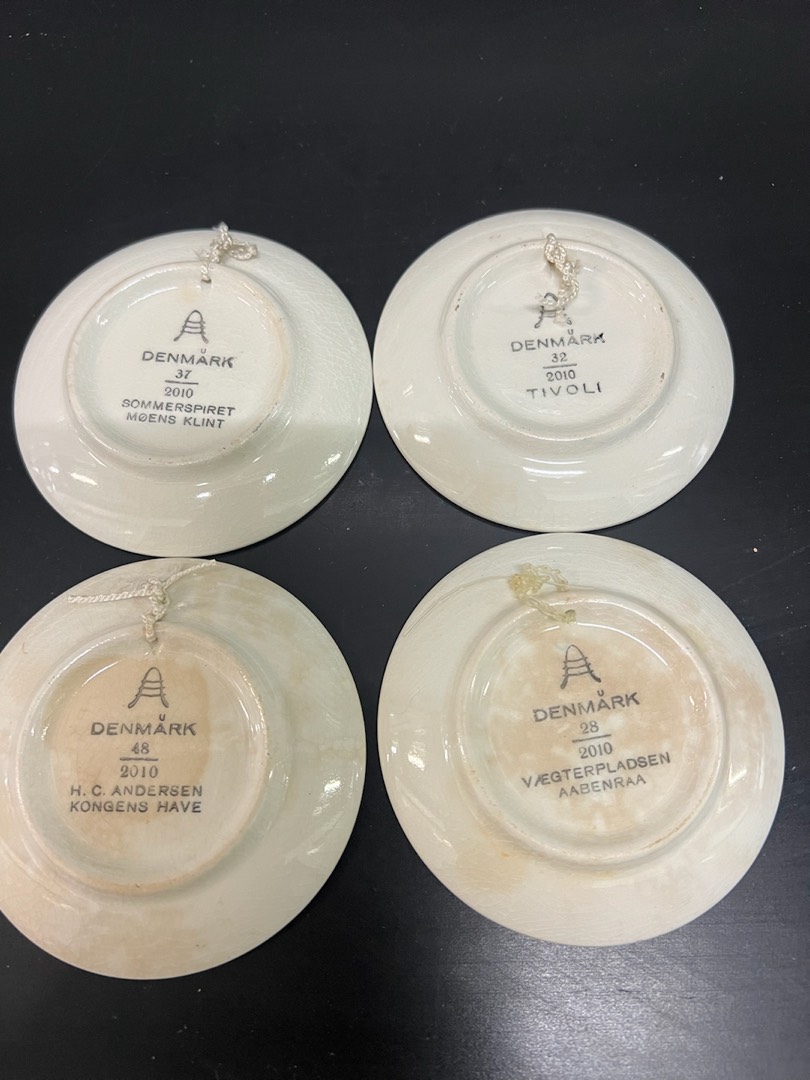 DENMARK
37
2010
SOMMERSPIRET
MØENS KLINT
DENMARK
32
2010
TIVOLI
DENMARK
48
2010
H. C. ANDERSEN
KONGENS HAVE
DENMARK
28
2010
VÆGTERPLADSEN
AABENRAA